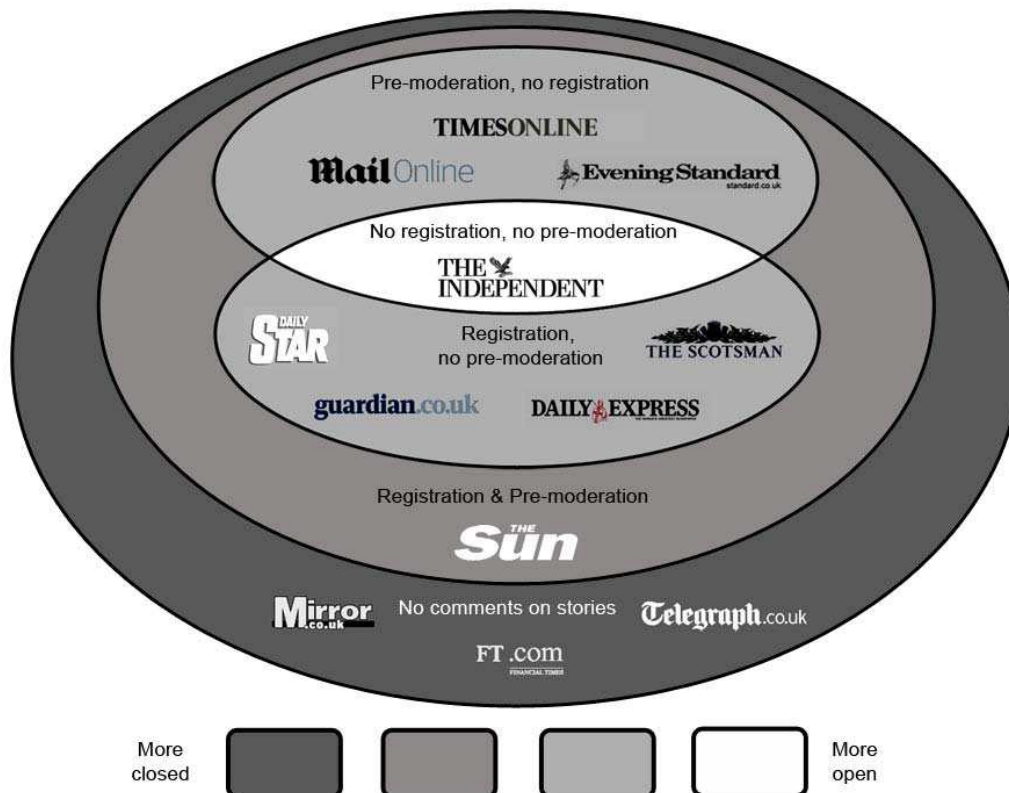 Pre-moderation, no registration
TIMESONLINE
Mail Online
Evening Standard
standard.co.uk
No registration, no pre-moderation
THE
INDEPENDENT
DAILY
STAR
Registration,
no pre-moderation
THE SCOTSMAN
guardian.co.uk
DAILY EXPRESS
Registration & Pre-moderation
THE
Sun
Mirror
.co.uk
No comments on stories
Telegraph.co.uk
FT.com
FINANCIAL TIMES
More
closed
More
open